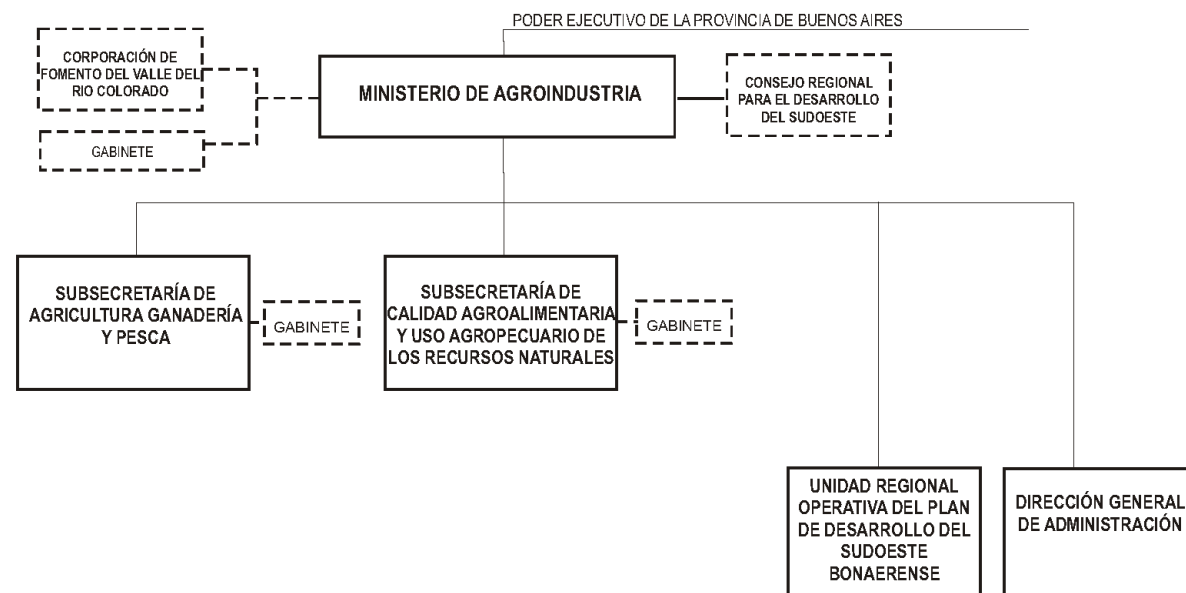 PODER EJECUTIVO DE LA PROVINCIA DE BUENOS AIRES
CORPORACIÓN DE
FOMENTO DEL VALLE DEL
RIO COLORADO
MINISTERIO DE AGROINDUSTRIA
CONSEJO REGIONAL
PARA EL DESARROLLO
DEL SUDOESTE
GABINETE
SUBSECRETARÍA DE
AGRICULTURA GANADERÍA
Y PESCA
GABINETE
SUBSECRETARÍA DE
CALIDAD AGROALIMENTARIA
Y USO AGROPECUARIO DE
LOS RECURSOS NATURALES
GABINETE
UNIDAD REGIONAL
OPERATIVA DEL PLAN
DE DESARROLLO DEL
SUDOESTE
BONAERENSE
DIRECCIÓN GENERAL
DE ADMINISTRACIÓN